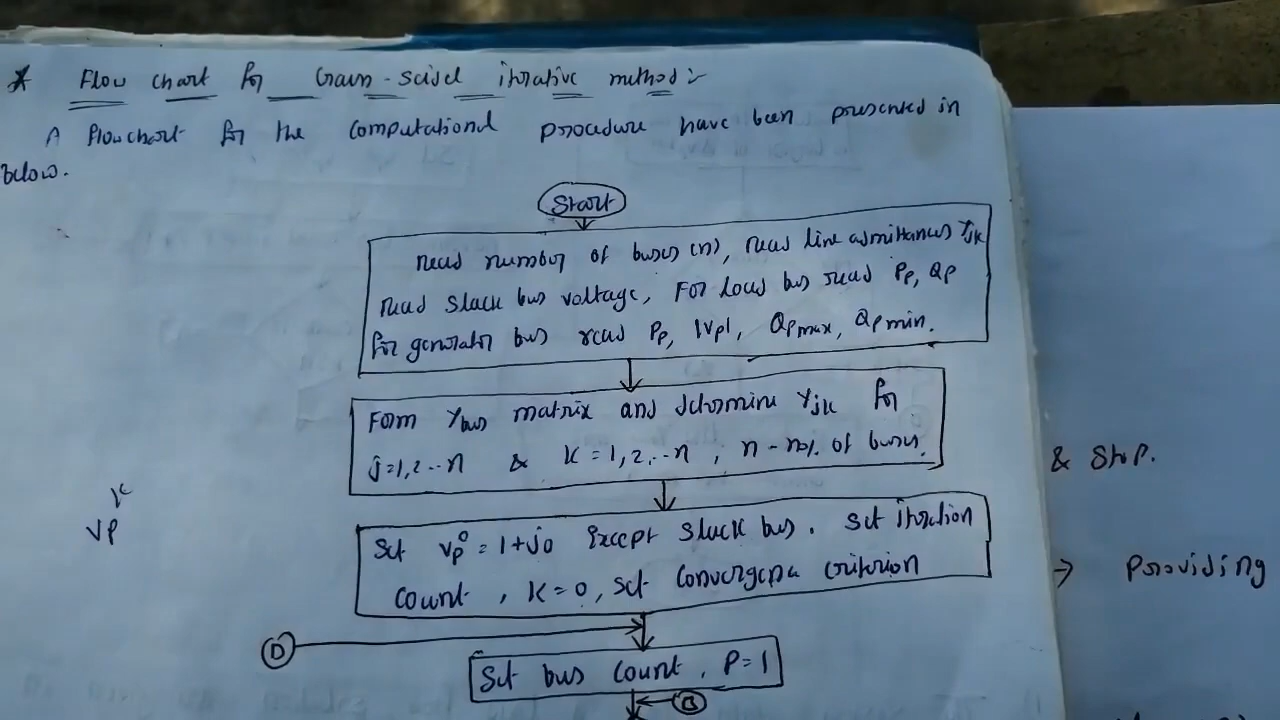 * Flow chart for Gaus-seisel iterative method:-
A flowchart for the computational procedure have been presented in
below.
Start
read number of buses (n), read line admittances Yjk
read slack bus voltage, For load bus read Pp, Qp
for generator bus read Pp, |Vp|, Qpmax, Qpmin.
Form Ybus matrix and determine Yjk for
j=1,2...n & K=1,2,...n, n - no/. of buses.
Set Vp⁰ = 1+j0 Except slack bus. Set iteration
count, K=0, set convergence criterion
D
Set bus count, P=1
B
Vp^K
& Stop.
→ Providing